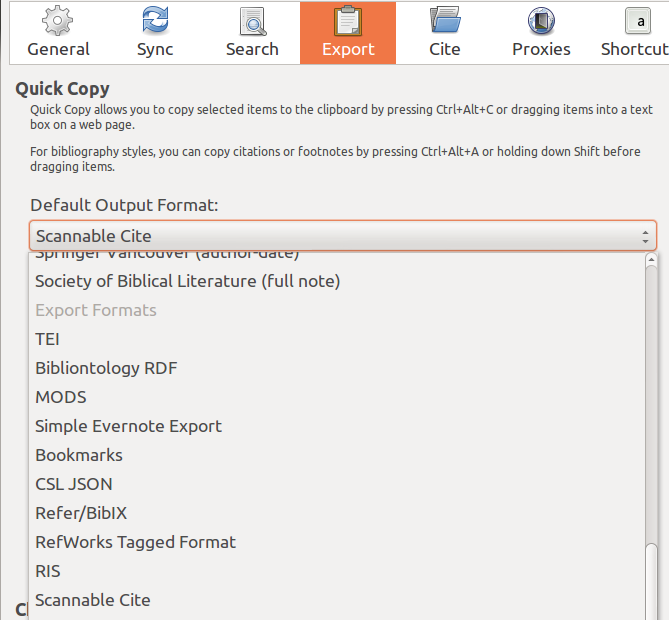 General Sync Search Export Cite Proxies Shortcut
a
Quick Copy
Quick Copy allows you to copy selected items to the clipboard by pressing Ctrl+Alt+C or dragging items into a text
box on a web page.
For bibliography styles, you can copy citations or footnotes by pressing Ctrl+Alt+A or holding down Shift before
dragging items.
Default Output Format:
Scannable Cite
Springer Vancouver (author-date)
Society of Biblical Literature (full note)
Export Formats
TEI
Bibliontology RDF
MODS
Simple Evernote Export
Bookmarks
CSL JSON
Refer/BibIX
RefWorks Tagged Format
RIS
Scannable Cite